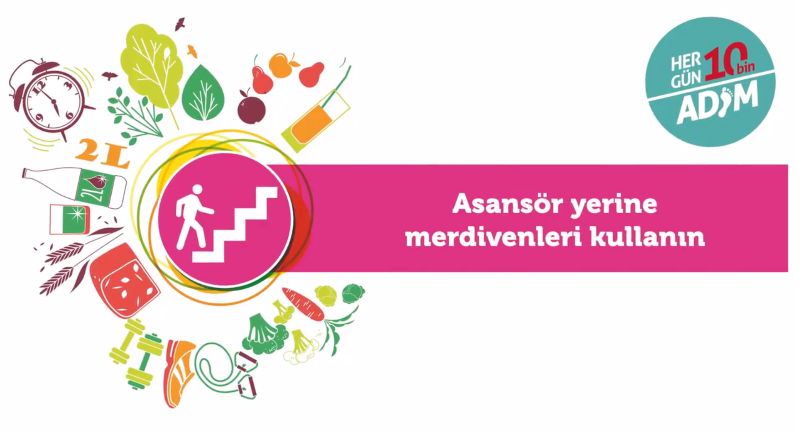 HER
GÜN
10
bin
ADIM
2L
2L
Asansör yerine
merdivenleri kullanın